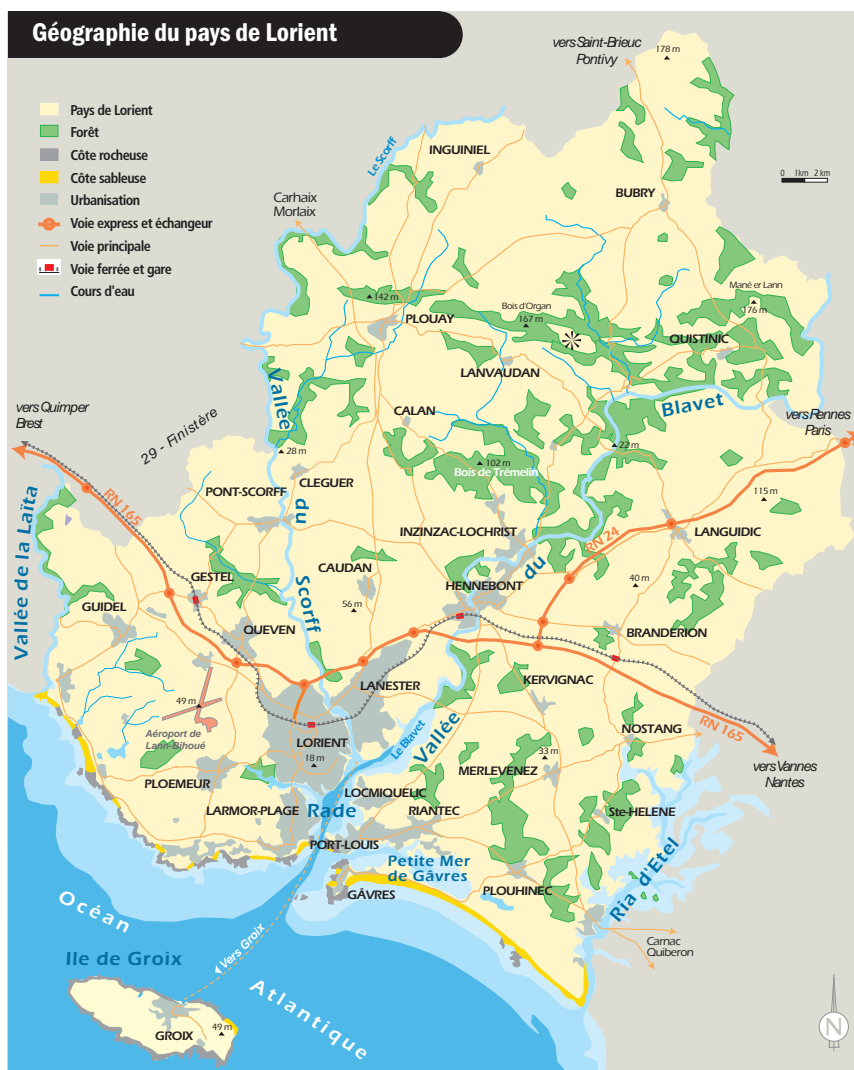 Géographie du pays de Lorient
Pays de Lorient
Forêt
Côte rocheuse
Côte sableuse
Urbanisation
Voie express et échangeur
Voie principale
Voie ferrée et gare
Cours d'eau
vers Saint-Brieuc
Pontivy
178 m
0 1km 2 km
INGUINIEL
Le Scorff
BUBRY
Carhaix
Morlaix
142 m
PLOUAY
Bois d'Organ
167 m
Mané er Lann
176 m
QUISTINIC
LANVAUDAN
Blavet
CALAN
vers Quimper
Brest
29 - Finistère
vers Rennes
Paris
Vallée
28 m
22 m
102 m
Bois de Trémelin
CLEGUER
PONT-SCORFF
115 m
RN 165
du
INZINZAC-LOCHRIST
RN 24
LANGUIDIC
Vallée de la Laïta
CAUDAN
du
GESTEL
Scorff
HENNEBONT
40 m
GUIDEL
56 m
QUEVEN
BRANDERION
LANESTER
KERVIGNAC
49 m
Aéroport de
Lann-Bihoué
LORIENT
18 m
Le Blavet
Vallée
NOSTANG
RN 165
33 m
vers Vannes
Nantes
PLOEMEUR
MERLEVENEZ
LOCMIQUELIC
LARMOR-PLAGE
Rade
RIANTEC
Ste-HELENE
PORT-LOUIS
Petite Mer
de Gâvres
GÂVRES
PLOUHINEC
Ria d'Etel
Océan
Carnac
Quiberon
Vers Groix
Ile de Groix
Atlantique
49 m
GROIX
N